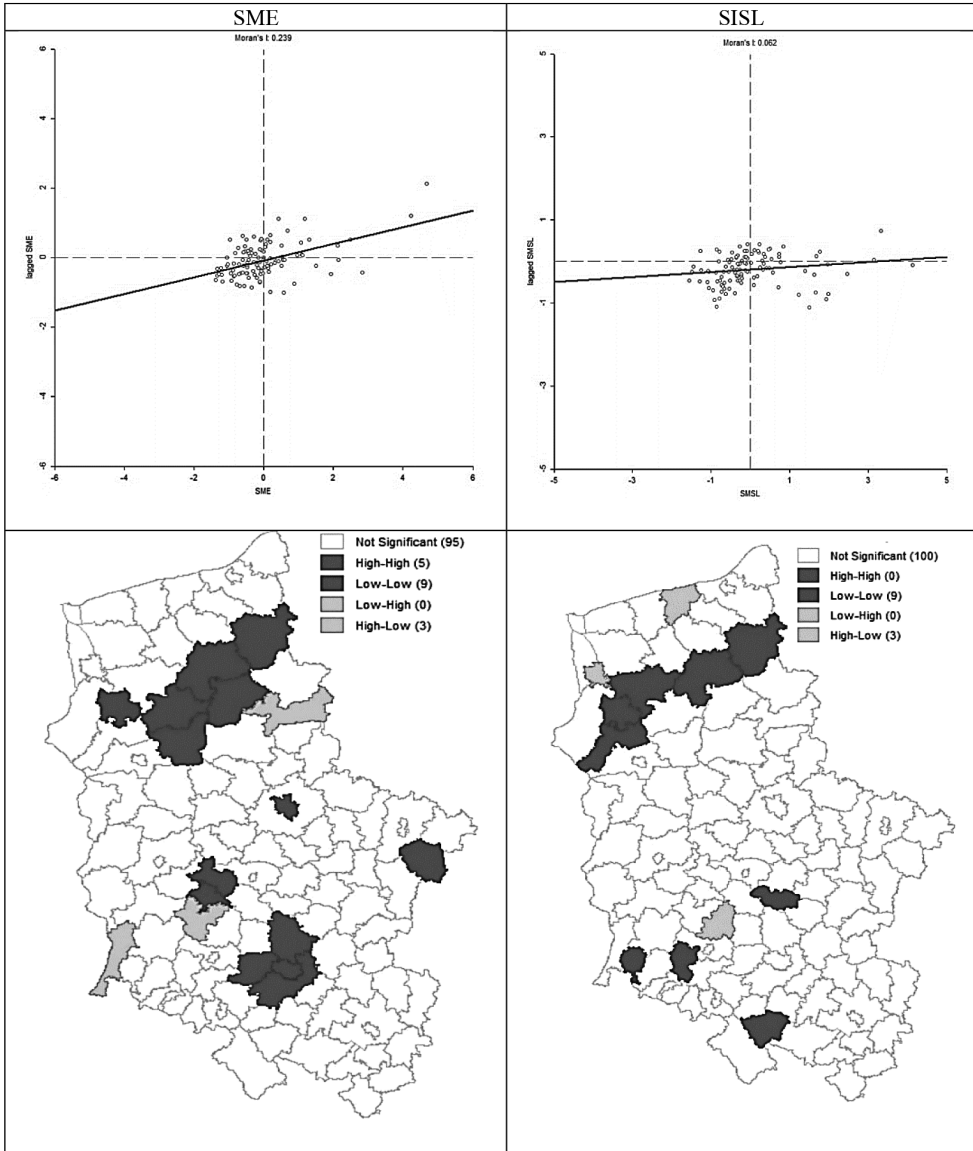 SME
SISL
Moran's I: 0.239
6
4
2
0
-2
-4
-6
lagged SME
-6
-4
-2
0
2
4
6
SME
Moran's I: 0.062
5
3
1
-1
-3
-5
lagged SMSL
-5
-3
-1
1
3
5
SMSL
Not Significant (95)
High-High (5)
Low-Low (9)
Low-High (0)
High-Low (3)
Not Significant (100)
High-High (0)
Low-Low (9)
Low-High (0)
High-Low (3)